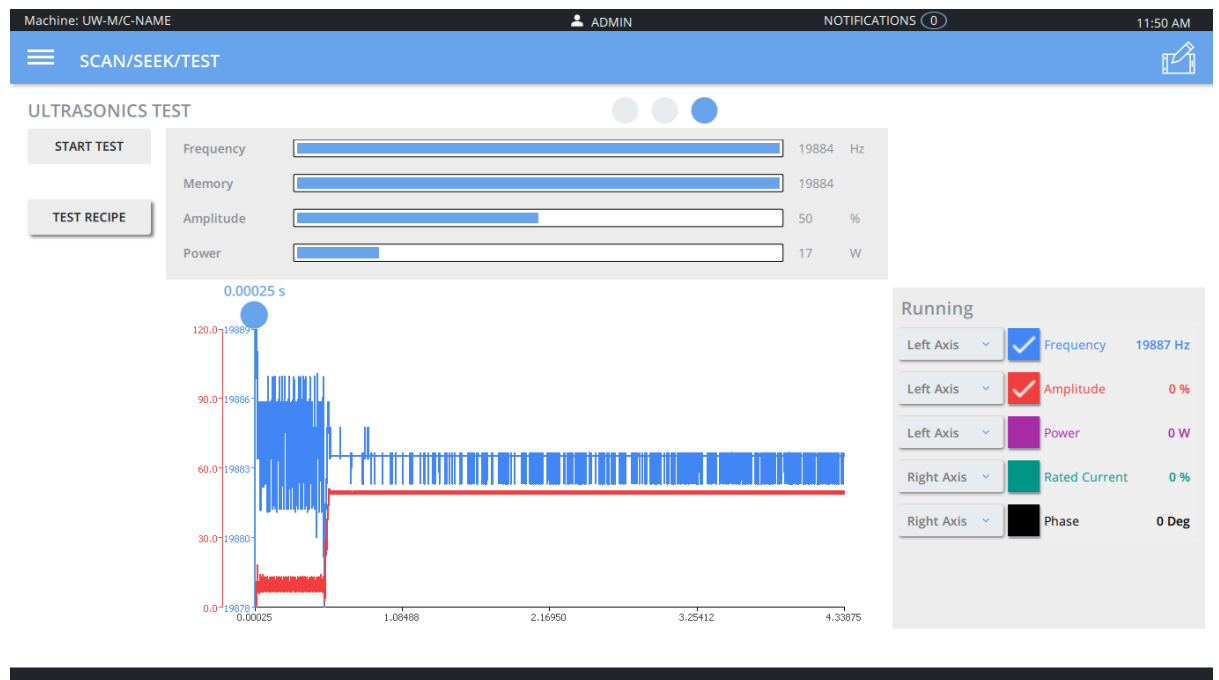 Machine: UW-M/C-NAME ADMIN NOTIFICATIONS 0 11:50 AM
SCAN/SEEK/TEST
ULTRASONICS TEST
START TEST
Frequency 19884 Hz
Memory 19884
TEST RECIPE
Amplitude 50 %
Power 17 W
0.00025 s
120.0 19889
90.0 19886
60.0 19883
30.0 19880
0.0 19878
0.00025 1.08488 2.16950 3.25412 4.33875
Running
Left Axis Frequency 19887 Hz
Left Axis Amplitude 0 %
Left Axis Power 0 W
Right Axis Rated Current 0 %
Right Axis Phase 0 Deg